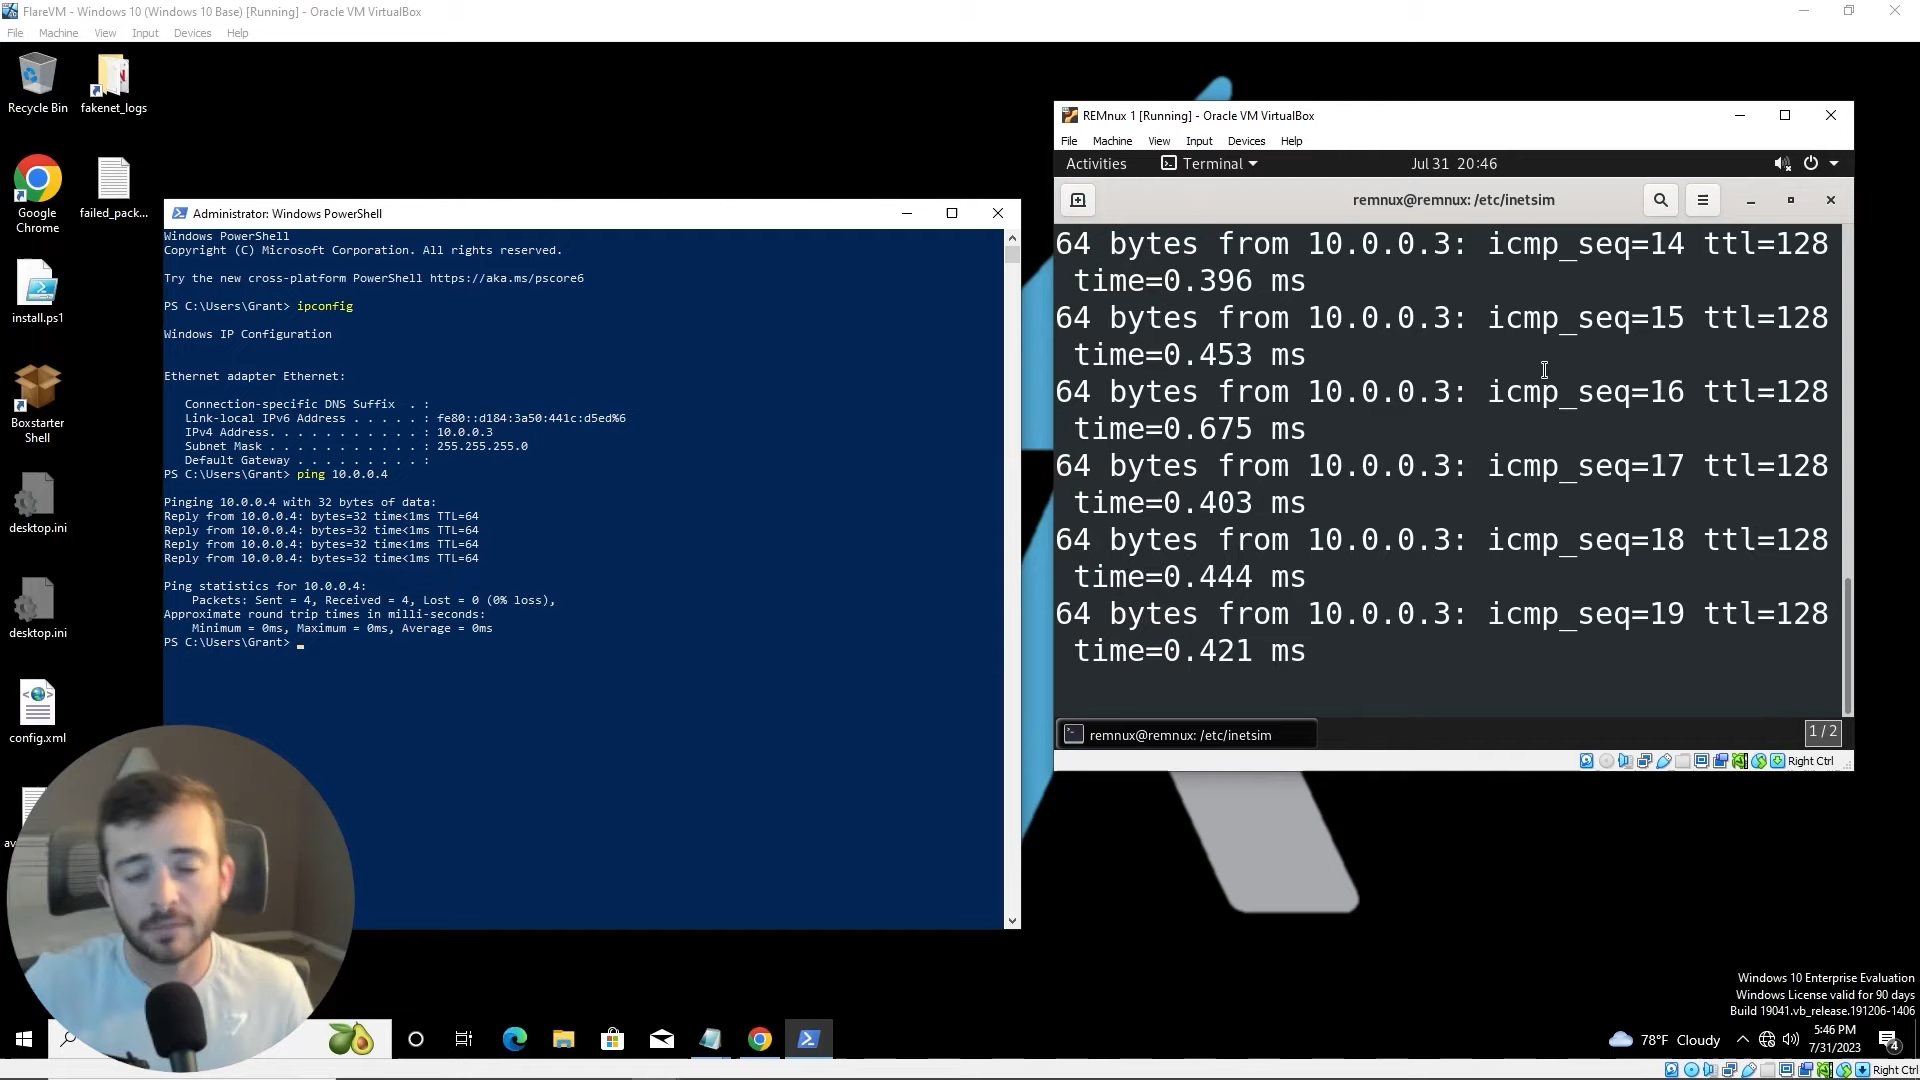 FlareVM - Windows 10 (Windows 10 Base) [Running] - Oracle VM VirtualBox
File Machine View Input Devices Help
Recycle Bin
fakenet_logs
Google
Chrome
failed_pack...
install.ps1
Boxstarter
Shell
desktop.ini
desktop.ini
config.xml
Administrator: Windows PowerShell
Windows PowerShell
Copyright (C) Microsoft Corporation. All rights reserved.
Try the new cross-platform PowerShell https://aka.ms/pscore6
PS C:\Users\Grant> ipconfig
Windows IP Configuration
Ethernet adapter Ethernet:
Connection-specific DNS Suffix . :
Link-local IPv6 Address . . . . . : fe80::d184:3a50:441c:d5ed%6
IPv4 Address. . . . . . . . . . . : 10.0.0.3
Subnet Mask . . . . . . . . . . . : 255.255.255.0
Default Gateway . . . . . . . . . :
PS C:\Users\Grant> ping 10.0.0.4
Pinging 10.0.0.4 with 32 bytes of data:
Reply from 10.0.0.4: bytes=32 time<1ms TTL=64
Reply from 10.0.0.4: bytes=32 time<1ms TTL=64
Reply from 10.0.0.4: bytes=32 time<1ms TTL=64
Reply from 10.0.0.4: bytes=32 time<1ms TTL=64
Ping statistics for 10.0.0.4:
Packets: Sent = 4, Received = 4, Lost = 0 (0% loss),
Approximate round trip times in milli-seconds:
Minimum = 0ms, Maximum = 0ms, Average = 0ms
PS C:\Users\Grant>
REMnux 1 [Running] - Oracle VM VirtualBox
File Machine View Input Devices Help
Activities Terminal Jul 31 20:46
remnux@remnux: /etc/inetsim
64 bytes from 10.0.0.3: icmp_seq=14 ttl=128
time=0.396 ms
64 bytes from 10.0.0.3: icmp_seq=15 ttl=128
time=0.453 ms
64 bytes from 10.0.0.3: icmp_seq=16 ttl=128
time=0.675 ms
64 bytes from 10.0.0.3: icmp_seq=17 ttl=128
time=0.403 ms
64 bytes from 10.0.0.3: icmp_seq=18 ttl=128
time=0.444 ms
64 bytes from 10.0.0.3: icmp_seq=19 ttl=128
time=0.421 ms
remnux@remnux: /etc/inetsim
1 / 2
Right Ctrl
Windows 10 Enterprise Evaluation
Windows License valid for 90 days
Build 19041.vb_release.191206-1406
78°F Cloudy
5:46 PM
7/31/2023
4
Right Ctrl